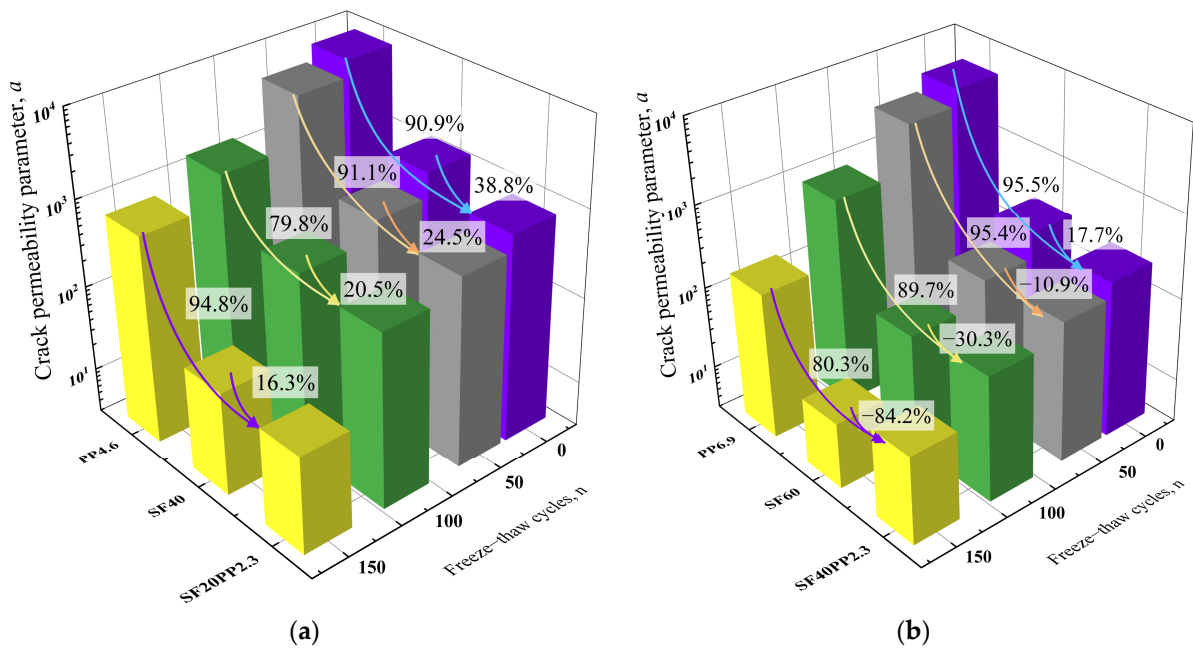 Crack permeability parameter, a
10⁴
10³
10²
10¹
90.9%
38.8%
91.1%
24.5%
79.8%
20.5%
94.8%
16.3%
PP4.6
SF40
SF20PP2.3
0
50
100
150
Freeze−thaw cycles, n
(a)
Crack permeability parameter, a
10⁴
10³
10²
10¹
95.5%
17.7%
95.4%
−10.9%
89.7%
−30.3%
80.3%
−84.2%
PP6.9
SF60
SF40PP2.3
0
50
100
150
Freeze−thaw cycles, n
(b)